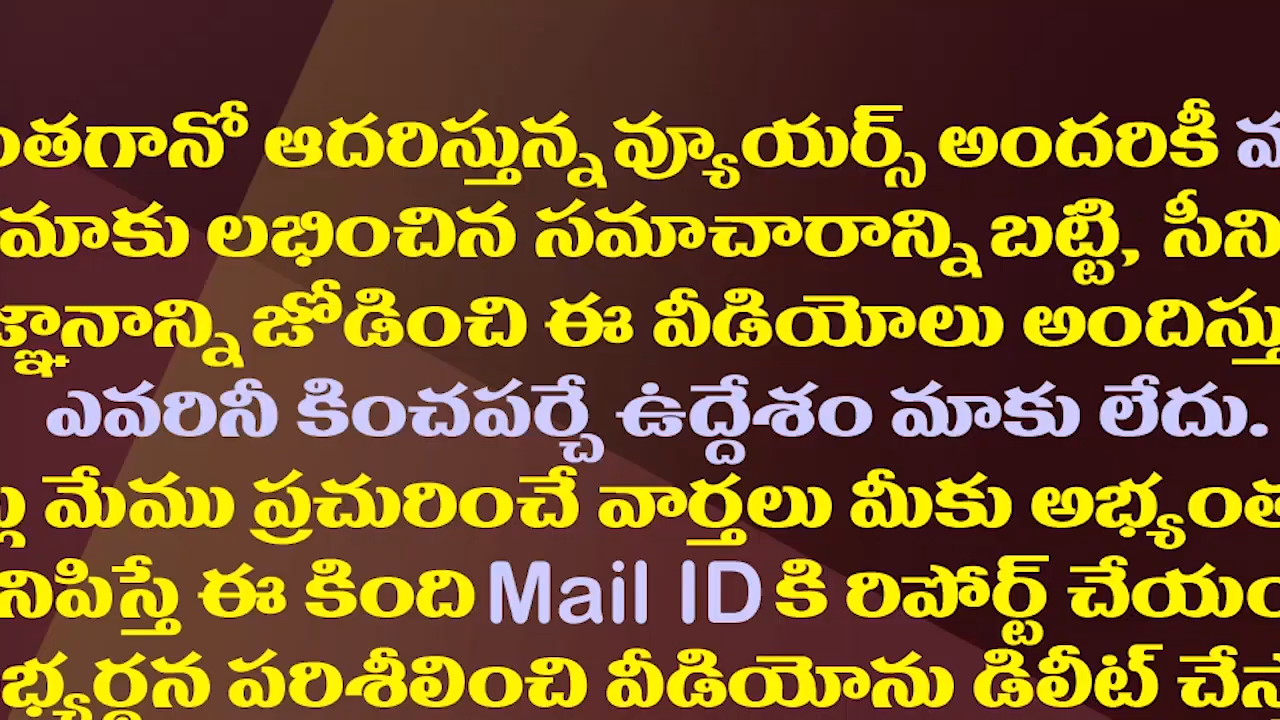 ంతగానో ఆదరిస్తున్న వ్యూయర్స్ అందరికీ
మాకు లభించిన సమాచారాన్ని బట్టి, సీని
జ్ఞానాన్ని జోడించి ఈ వీడియోలు అందిస్తు
ఎవరినీ కించపర్చే ఉద్దేశం మాకు లేదు.
మేము ప్రచురించే వార్తలు మీకు అభ్యంత
నిపిస్తే ఈ కింది Mail ID కి రిపోర్ట్ చేయం
భ్యర్థన పరిశీలించి వీడియోను డిలీట్ చేస